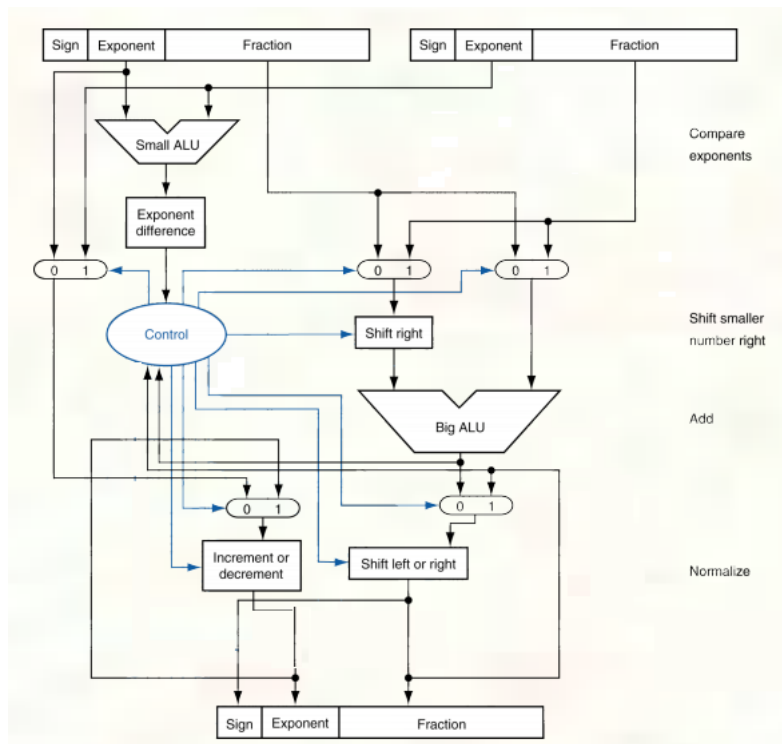 Sign Exponent Fraction
Sign Exponent Fraction
Small ALU
Compare
exponents
Exponent
difference
0 1
0 1
0 1
Control
Shift right
Shift smaller
number right
Big ALU
Add
0 1
0 1
Increment or
decrement
Shift left or right
Normalize
Sign Exponent Fraction